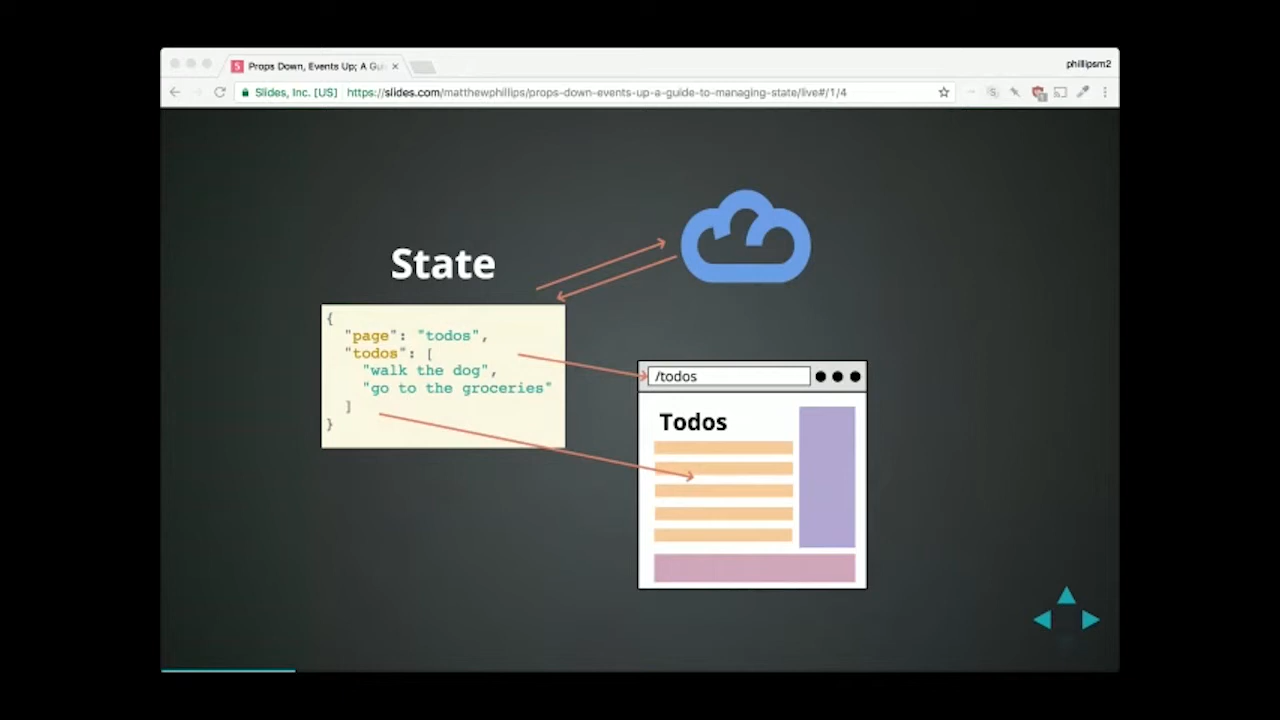 Props Down, Events Up; A Gu
phillipsm2
Slides, Inc. [US] https://slides.com/matthewphillips/props-down-events-up-a-guide-to-managing-state/live#/1/4
State
{
"page": "todos",
"todos": [
"walk the dog",
"go to the groceries"
]
}
/todos
Todos